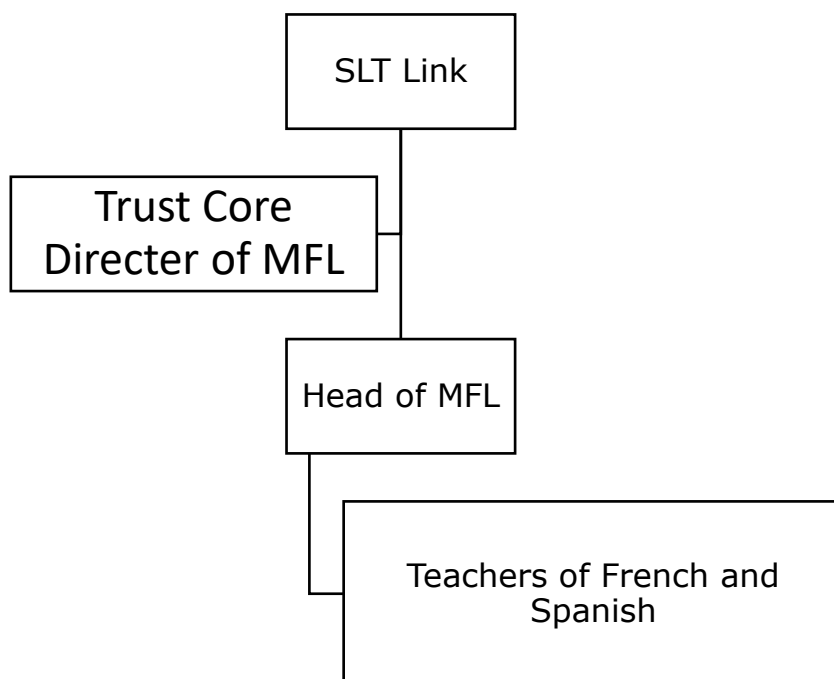 SLT Link
Trust Core
Directer of MFL
Head of MFL
Teachers of French and
Spanish